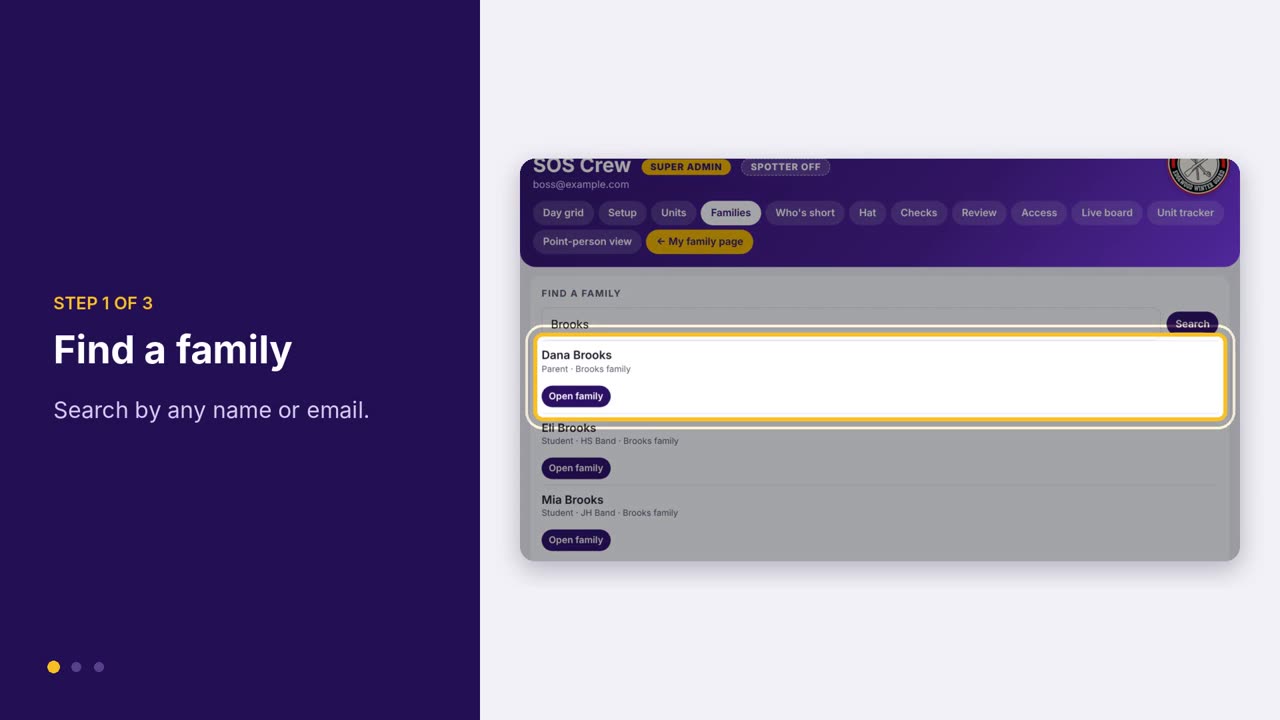 STEP 1 OF 3
Find a family
Search by any name or email.
SOS Crew SUPER ADMIN SPOTTER OFF
boss@example.com
Day grid Setup Units Families Who's short Hat Checks Review Access Live board Unit tracker
Point-person view ← My family page
FIND A FAMILY
Brooks Search
Dana Brooks
Parent · Brooks family
Open family
Eli Brooks
Student · HS Band · Brooks family
Open family
Mia Brooks
Student · JH Band · Brooks family
Open family